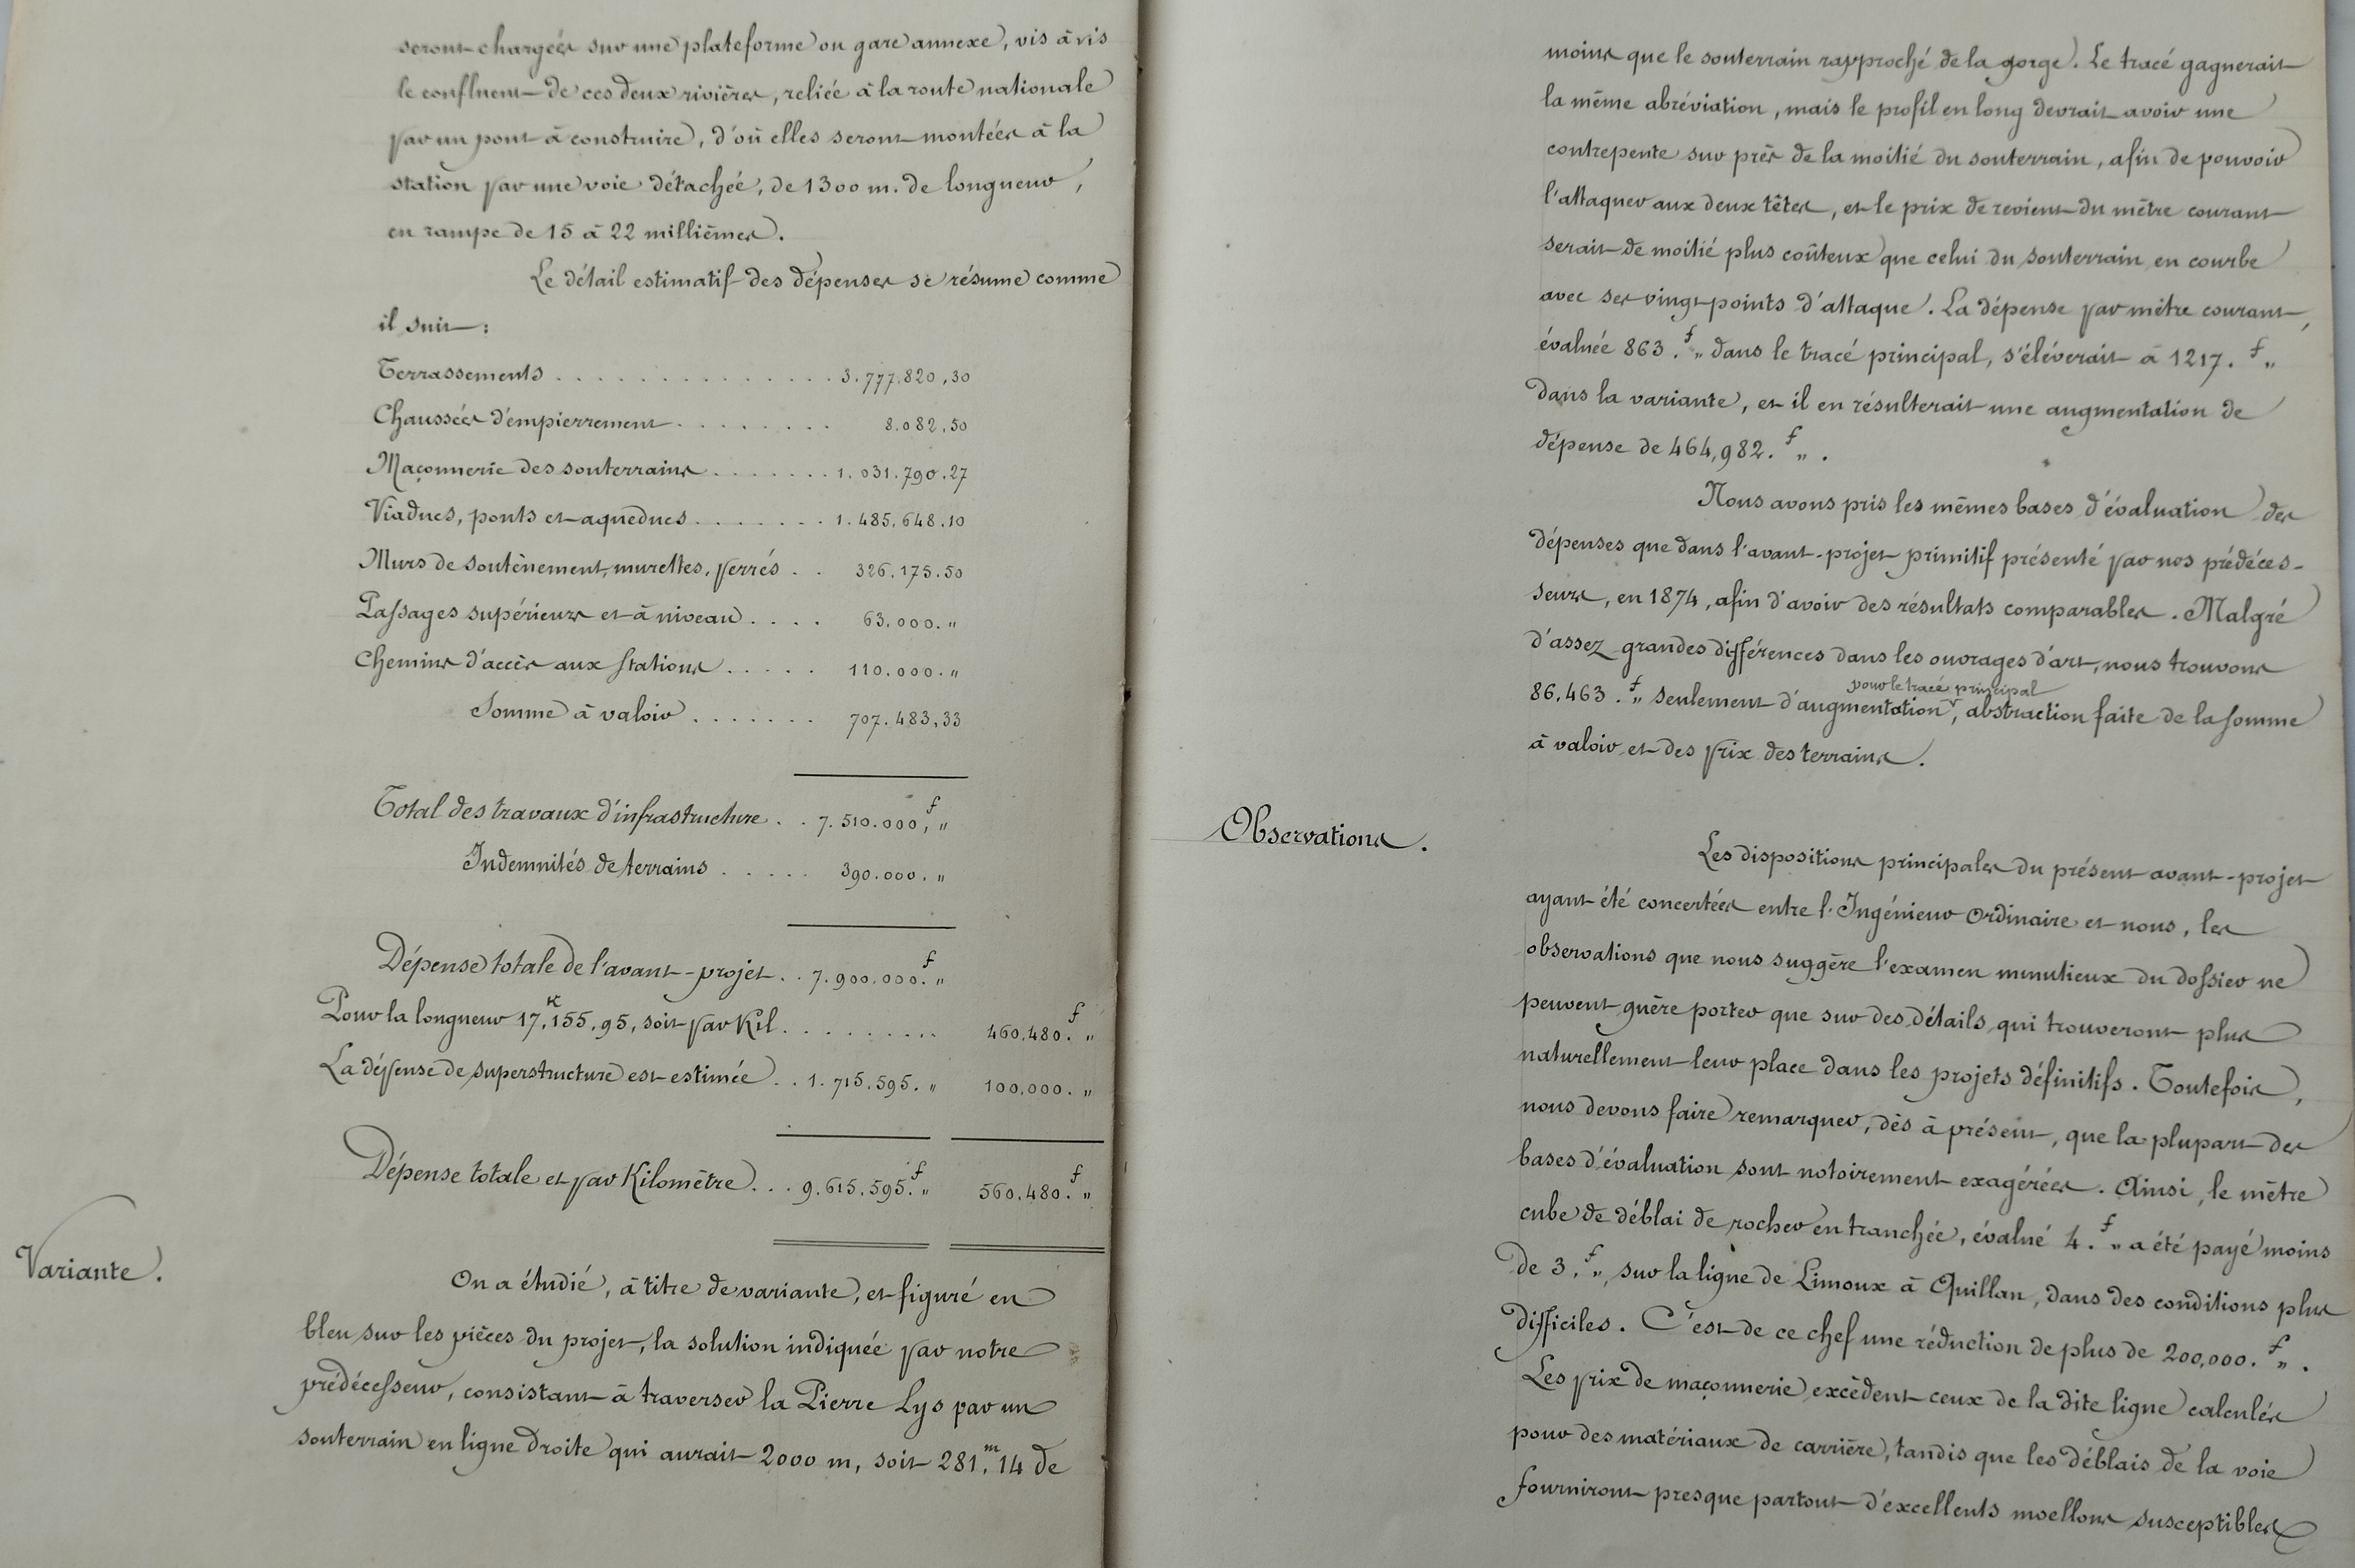 seront chargées sur une plateforme ou gare annexe, vis à vis
le confluent de ces deux rivières, reliée à la route nationale
par un pont à construire, d'où elles seront montées à la
station par une voie détachée, de 1300 m. de longueur,
en rampe de 15 à 22 millièmes.
Le détail estimatif des dépenses se résume comme
il suit :
Terrassements . . . . . . . . . . . . . . . 3.777.820,30
Chaussées d'empierrement . . . . . . . . . 8.082,50
Maçonnerie des souterrains . . . . . . . 1.031.790.27
Viaducs, ponts et aqueducs . . . . . . . 1.485.648.10
Murs de soutènement, murettes, perrés . . 326.175.50
Passages supérieurs et à niveau . . . . 63.000. "
Chemins d'accès aux stations . . . . . 110.000. "
Somme à valoir . . . . . . . 707.483,33
Total des travaux d'infrastructure . . 7.510.000,f "
Indemnités de terrains . . . . . 390.000. "
Dépense totale de l'avant-projet . . 7.900.000.f "
Pour la longueur 17,K155,95, soit par Kil. . . . . . . . . 460,480.f "
La dépense de superstructure est estimée . . 1.715.595. " 100,000. "
Dépense totale et par Kilomètre . . . 9.615.595.f " 560.480.f "
Variante.
On a étudié, à titre de variante, et figuré en
bleu sur les pièces du projet, la solution indiquée par notre
prédécesseur, consistant à traverser la Pierre Lys par un
souterrain en ligne droite qui aurait 2000 m, soit 281,m14 de
moins que le souterrain rapproché de la gorge. Le tracé gagnerait
la même abréviation, mais le profil en long devrait avoir une
contrepente sur près de la moitié du souterrain, afin de pouvoir
l'attaquer aux deux têtes, et le prix de revient du mètre courant
serait de moitié plus coûteux que celui du souterrain en courbe
avec ses vingt points d'attaque. La dépense par mètre courant,
évaluée 863.f " dans le tracé principal, s'élèverait à 1217.f "
dans la variante, et il en résulterait une augmentation de
dépense de 464,982.f " .
Nous avons pris les mêmes bases d'évaluation des
dépenses que dans l'avant-projet primitif présenté par nos prédéces-
seurs, en 1874, afin d'avoir des résultats comparables. Malgré
d'assez grandes différences dans les ouvrages d'art, nous trouvons
pour le tracé principal
86,463.f " seulement d'augmentation, abstraction faite de la somme
à valoir et des prix des terrains.
Observations.
Les dispositions principales du présent avant-projet
ayant été concertées entre l'Ingénieur Ordinaire et nous, les
observations que nous suggère l'examen minutieux du dossier ne
peuvent guère porter que sur des détails qui trouveront plus
naturellement leur place dans les projets définitifs. Toutefois,
nous devons faire remarquer, dès à présent, que la plupart des
bases d'évaluation sont notoirement exagérées. Ainsi, le mètre
cube de déblai de rocher en tranchée, évalué 4.f " a été payé moins
de 3.f ", sur la ligne de Limoux à Quillan, dans des conditions plus
difficiles. C'est de ce chef une réduction de plus de 200,000.f " .
Les prix de maçonnerie excèdent ceux de la dite ligne calculés
pour des matériaux de carrière, tandis que les déblais de la voie
fourniront presque partout d'excellents moellons susceptibles